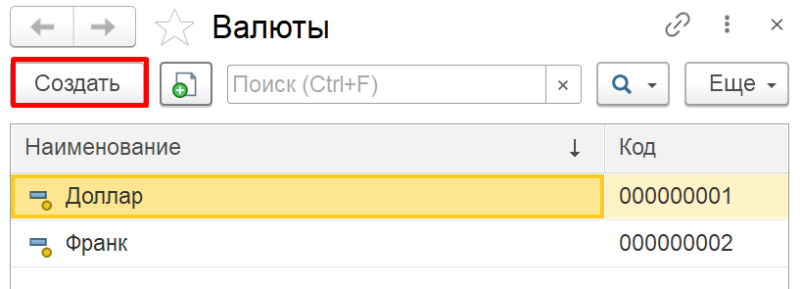 Валюты
Создать Поиск (Ctrl+F) Еще
Наименование Код
Доллар 000000001
Франк 000000002